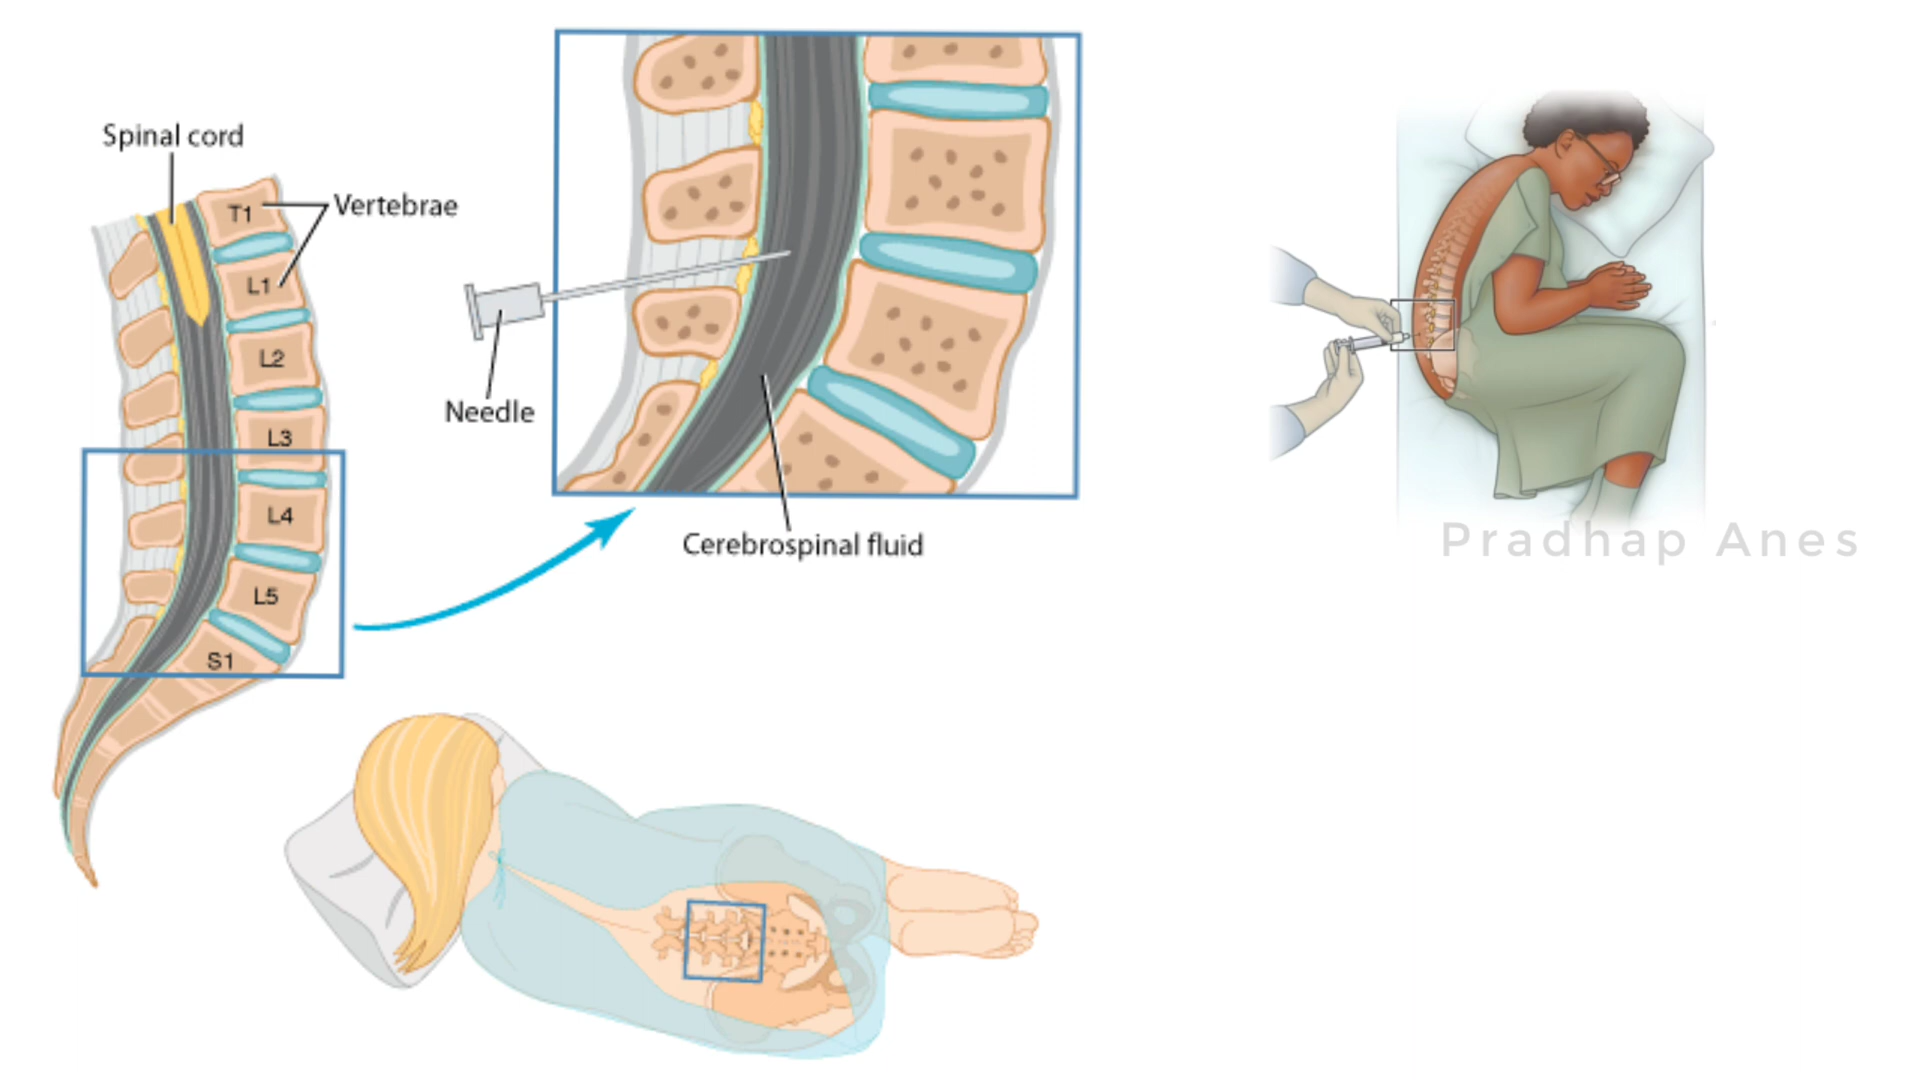 Spinal cord
Vertebrae
T1
L1
L2
L3
L4
L5
S1
Needle
Cerebrospinal fluid
Pradhap Anes